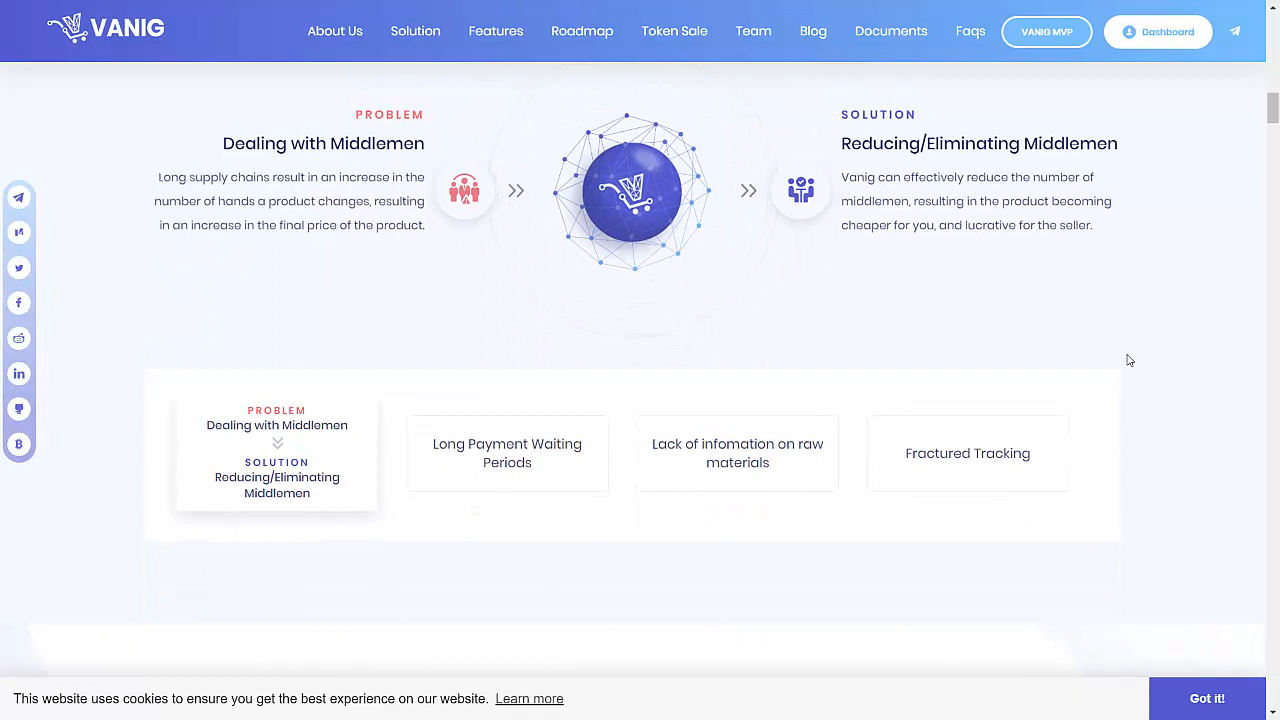 VANIG
About Us
Solution
Features
Roadmap
Token Sale
Team
Blog
Documents
Faqs
VANIG MVP
Dashboard
PROBLEM
Dealing with Middlemen
Long supply chains result in an increase in the
number of hands a product changes, resulting
in an increase in the final price of the product.
SOLUTION
Reducing/Eliminating Middlemen
Vanig can effectively reduce the number of
middlemen, resulting in the product becoming
cheaper for you, and lucrative for the seller.
PROBLEM
Dealing with Middlemen
SOLUTION
Reducing/Eliminating
Middlemen
Long Payment Waiting
Periods
Lack of infomation on raw
materials
Fractured Tracking
This website uses cookies to ensure you get the best experience on our website. Learn more
Got it!